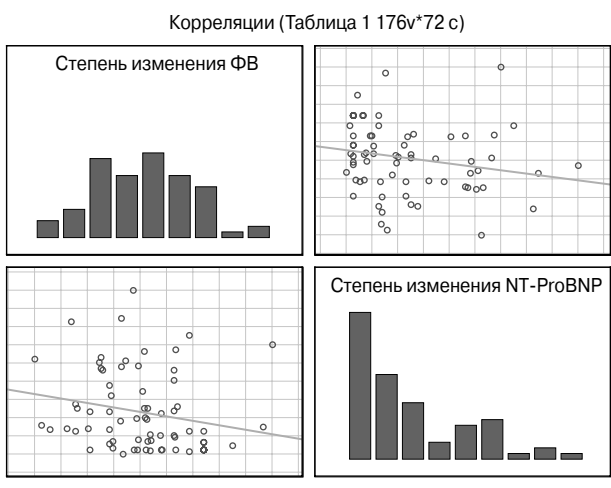 Корреляции (Таблица 1 176v*72 c)
Степень изменения ФВ
Степень изменения NT-ProBNP